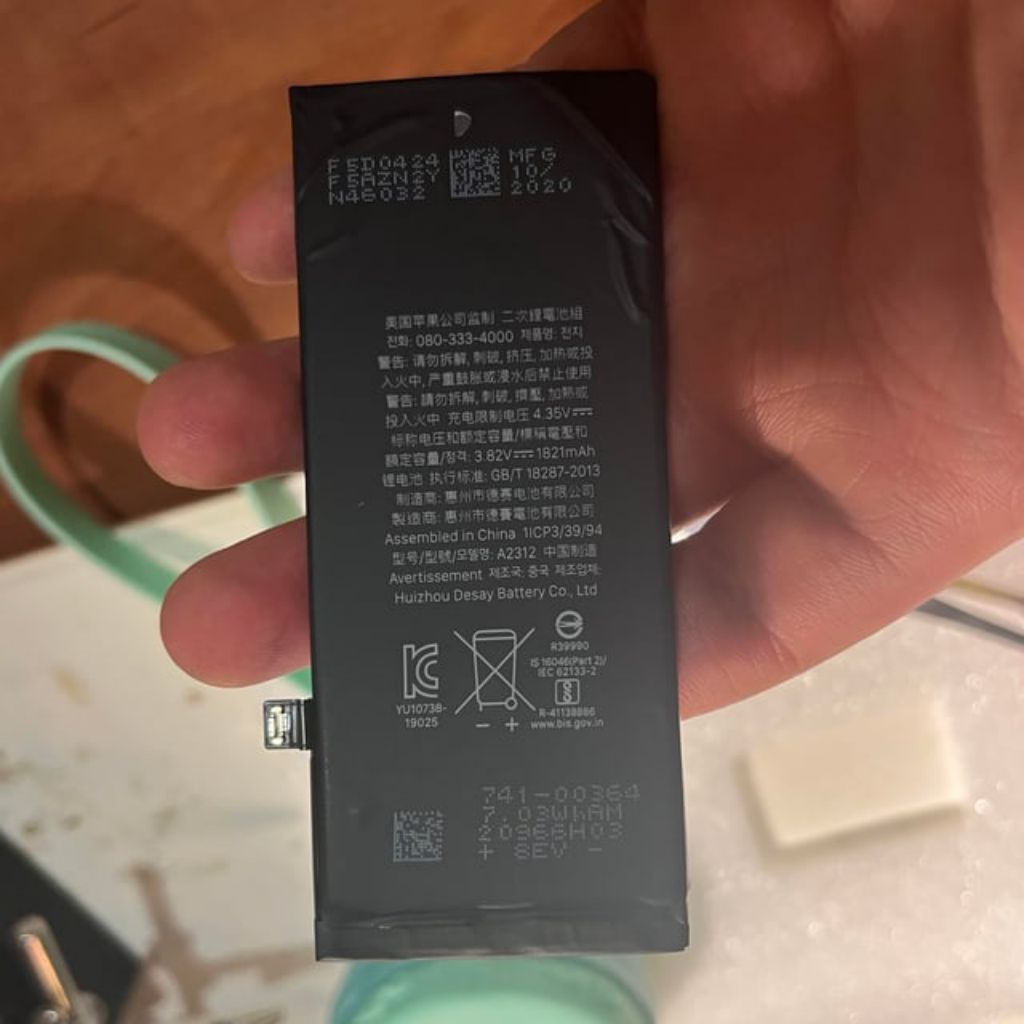 F5D0424
F5AZN2Y
N46032
MFG
10/
2020
美国苹果公司监制 二次鋰電池組
전화: 080-333-4000 제품명: 전지
警告: 请勿拆解, 刺破, 挤压, 加热或投
入火中, 严重鼓胀或浸水后禁止使用
警告: 請勿拆解, 刺破, 擠壓, 加熱或
投入火中 充电限制电压 4.35V⎓
标称电压和额定容量/標稱電壓和
額定容量/정격: 3.82V⎓ 1821mAh
锂电池 执行标准: GB/T 18287-2013
制造商: 惠州市德赛电池有限公司
製造商: 惠州市德賽電池有限公司
Assembled in China 1ICP3/39/94
型号/型號/모델명: A2312 中国制造
Avertissement 제조국: 중국 제조업체:
Huizhou Desay Battery Co., Ltd
YU10738-
19025
− +
R39990
IS 16046(Part 2)/
IEC 62133-2
R-41138886
www.bis.gov.in
741-00364
7.03WhAM
20966H03
+ 8EV -